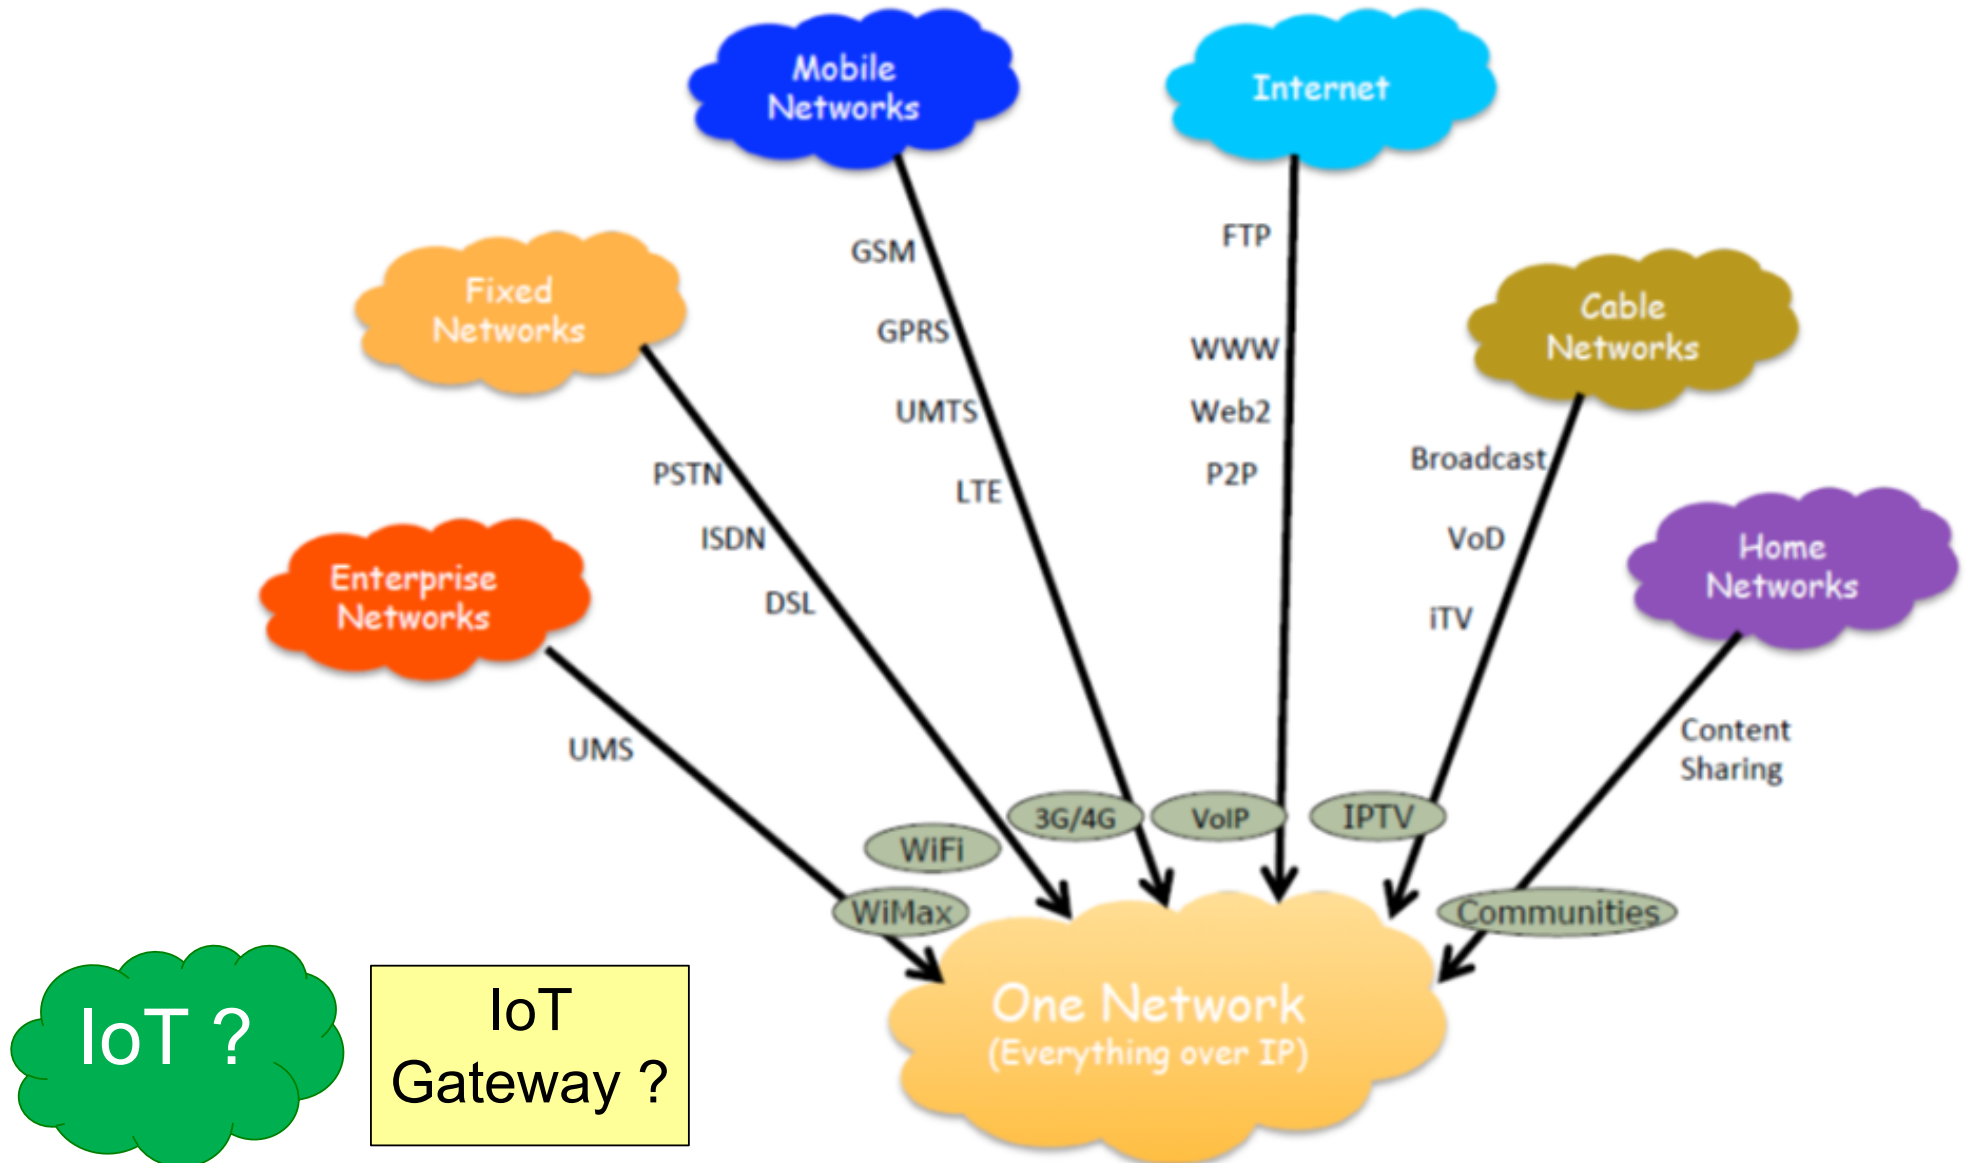 Mobile
Networks
Internet
GSM
GPRS
UMTS
LTE
FTP
WWW
Web2
P2P
Fixed
Networks
PSTN
ISDN
DSL
Cable
Networks
Broadcast
VoD
iTV
Enterprise
Networks
UMS
Home
Networks
Content
Sharing
WiMax
WiFi
3G/4G
VoIP
IPTV
Communities
One Network
(Everything over IP)
IoT ?
IoT
Gateway ?